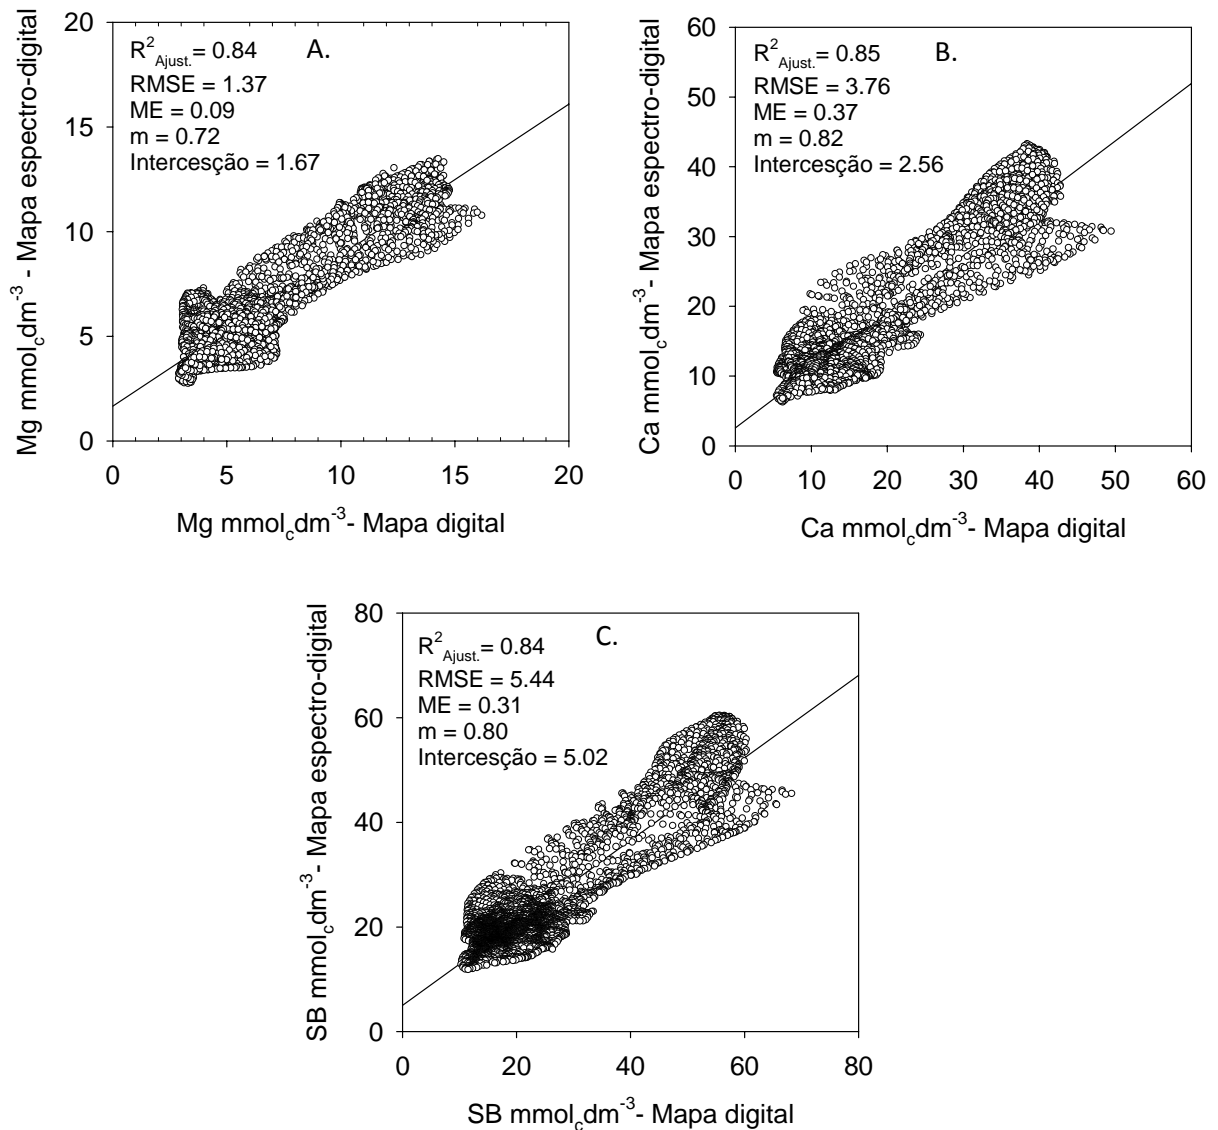 R²Ajust.= 0.84
A.
RMSE = 1.37
ME = 0.09
m = 0.72
Intercesção = 1.67
Mg mmolcdm⁻³ - Mapa espectro-digital
20
15
10
5
0
0 5 10 15 20
Mg mmolcdm⁻³- Mapa digital
R²Ajust.= 0.85
B.
RMSE = 3.76
ME = 0.37
m = 0.82
Intercesção = 2.56
Ca mmolcdm⁻³ - Mapa espectro-digital
60
50
40
30
20
10
0
0 10 20 30 40 50 60
Ca mmolcdm⁻³- Mapa digital
R²Ajust.= 0.84
C.
RMSE = 5.44
ME = 0.31
m = 0.80
Intercesção = 5.02
SB mmolcdm⁻³ - Mapa espectro-digital
80
60
40
20
0
0 20 40 60 80
SB mmolcdm⁻³- Mapa digital